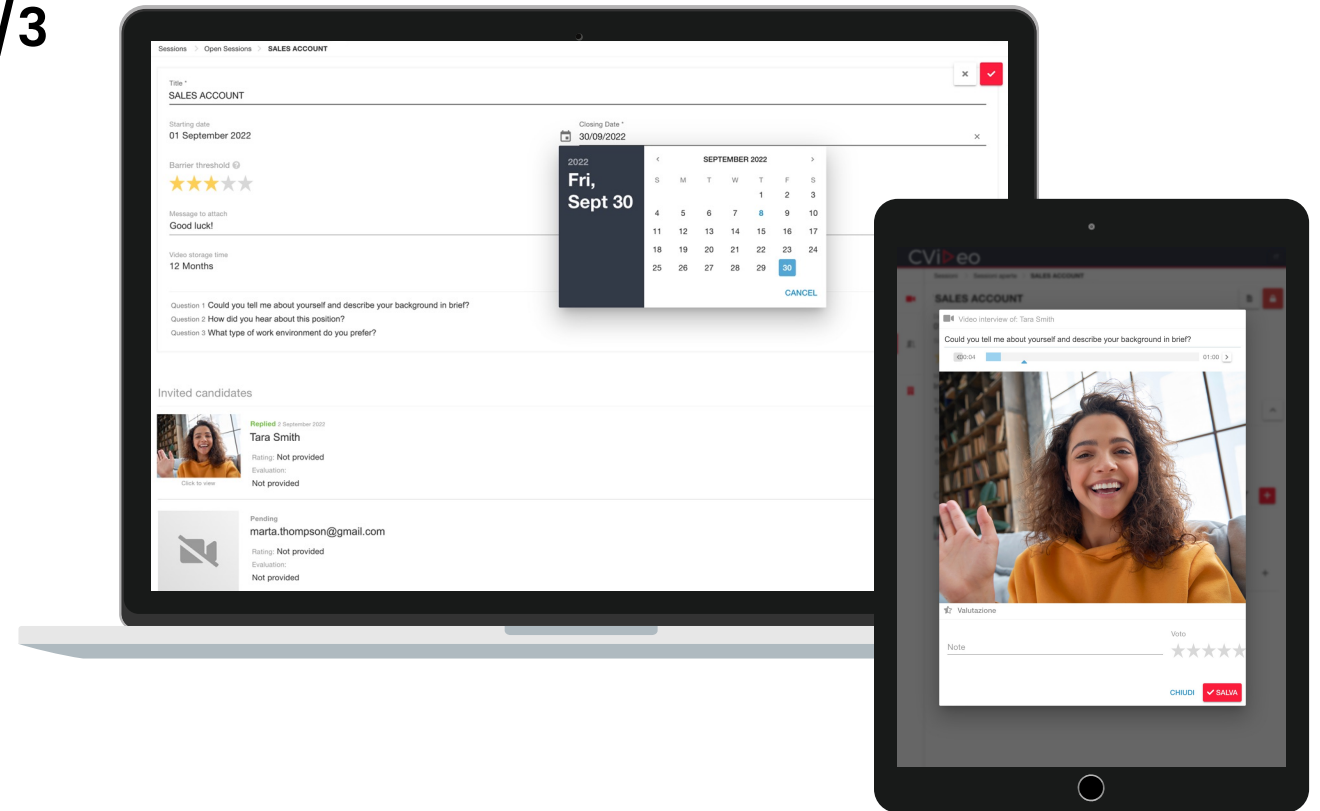 /3
Sessions > Open Sessions > SALES ACCOUNT
Title *
SALES ACCOUNT
Starting date
01 September 2022
Closing Date *
30/09/2022
Barrier threshold
Message to attach
Good luck!
Video storage time
12 Months
2022
Fri,
Sept 30
SEPTEMBER 2022
S M T W T F S
1 2 3
4 5 6 7 8 9 10
11 12 13 14 15 16 17
18 19 20 21 22 23 24
25 26 27 28 29 30
CANCEL
Question 1 Could you tell me about yourself and describe your background in brief?
Question 2 How did you hear about this position?
Question 3 What type of work environment do you prefer?
Invited candidates
Replied 2 September 2022
Tara Smith
Rating: Not provided
Evaluation:
Not provided
Click to view
Pending
marta.thompson@gmail.com
Rating: Not provided
Evaluation:
Not provided
CVideo
Sessioni > Sessioni aperte > SALES ACCOUNT
SALES ACCOUNT
Video interview of: Tara Smith
Could you tell me about yourself and describe your background in brief?
00:04
01:00
Valutazione
Note
Voto
CHIUDI
SALVA